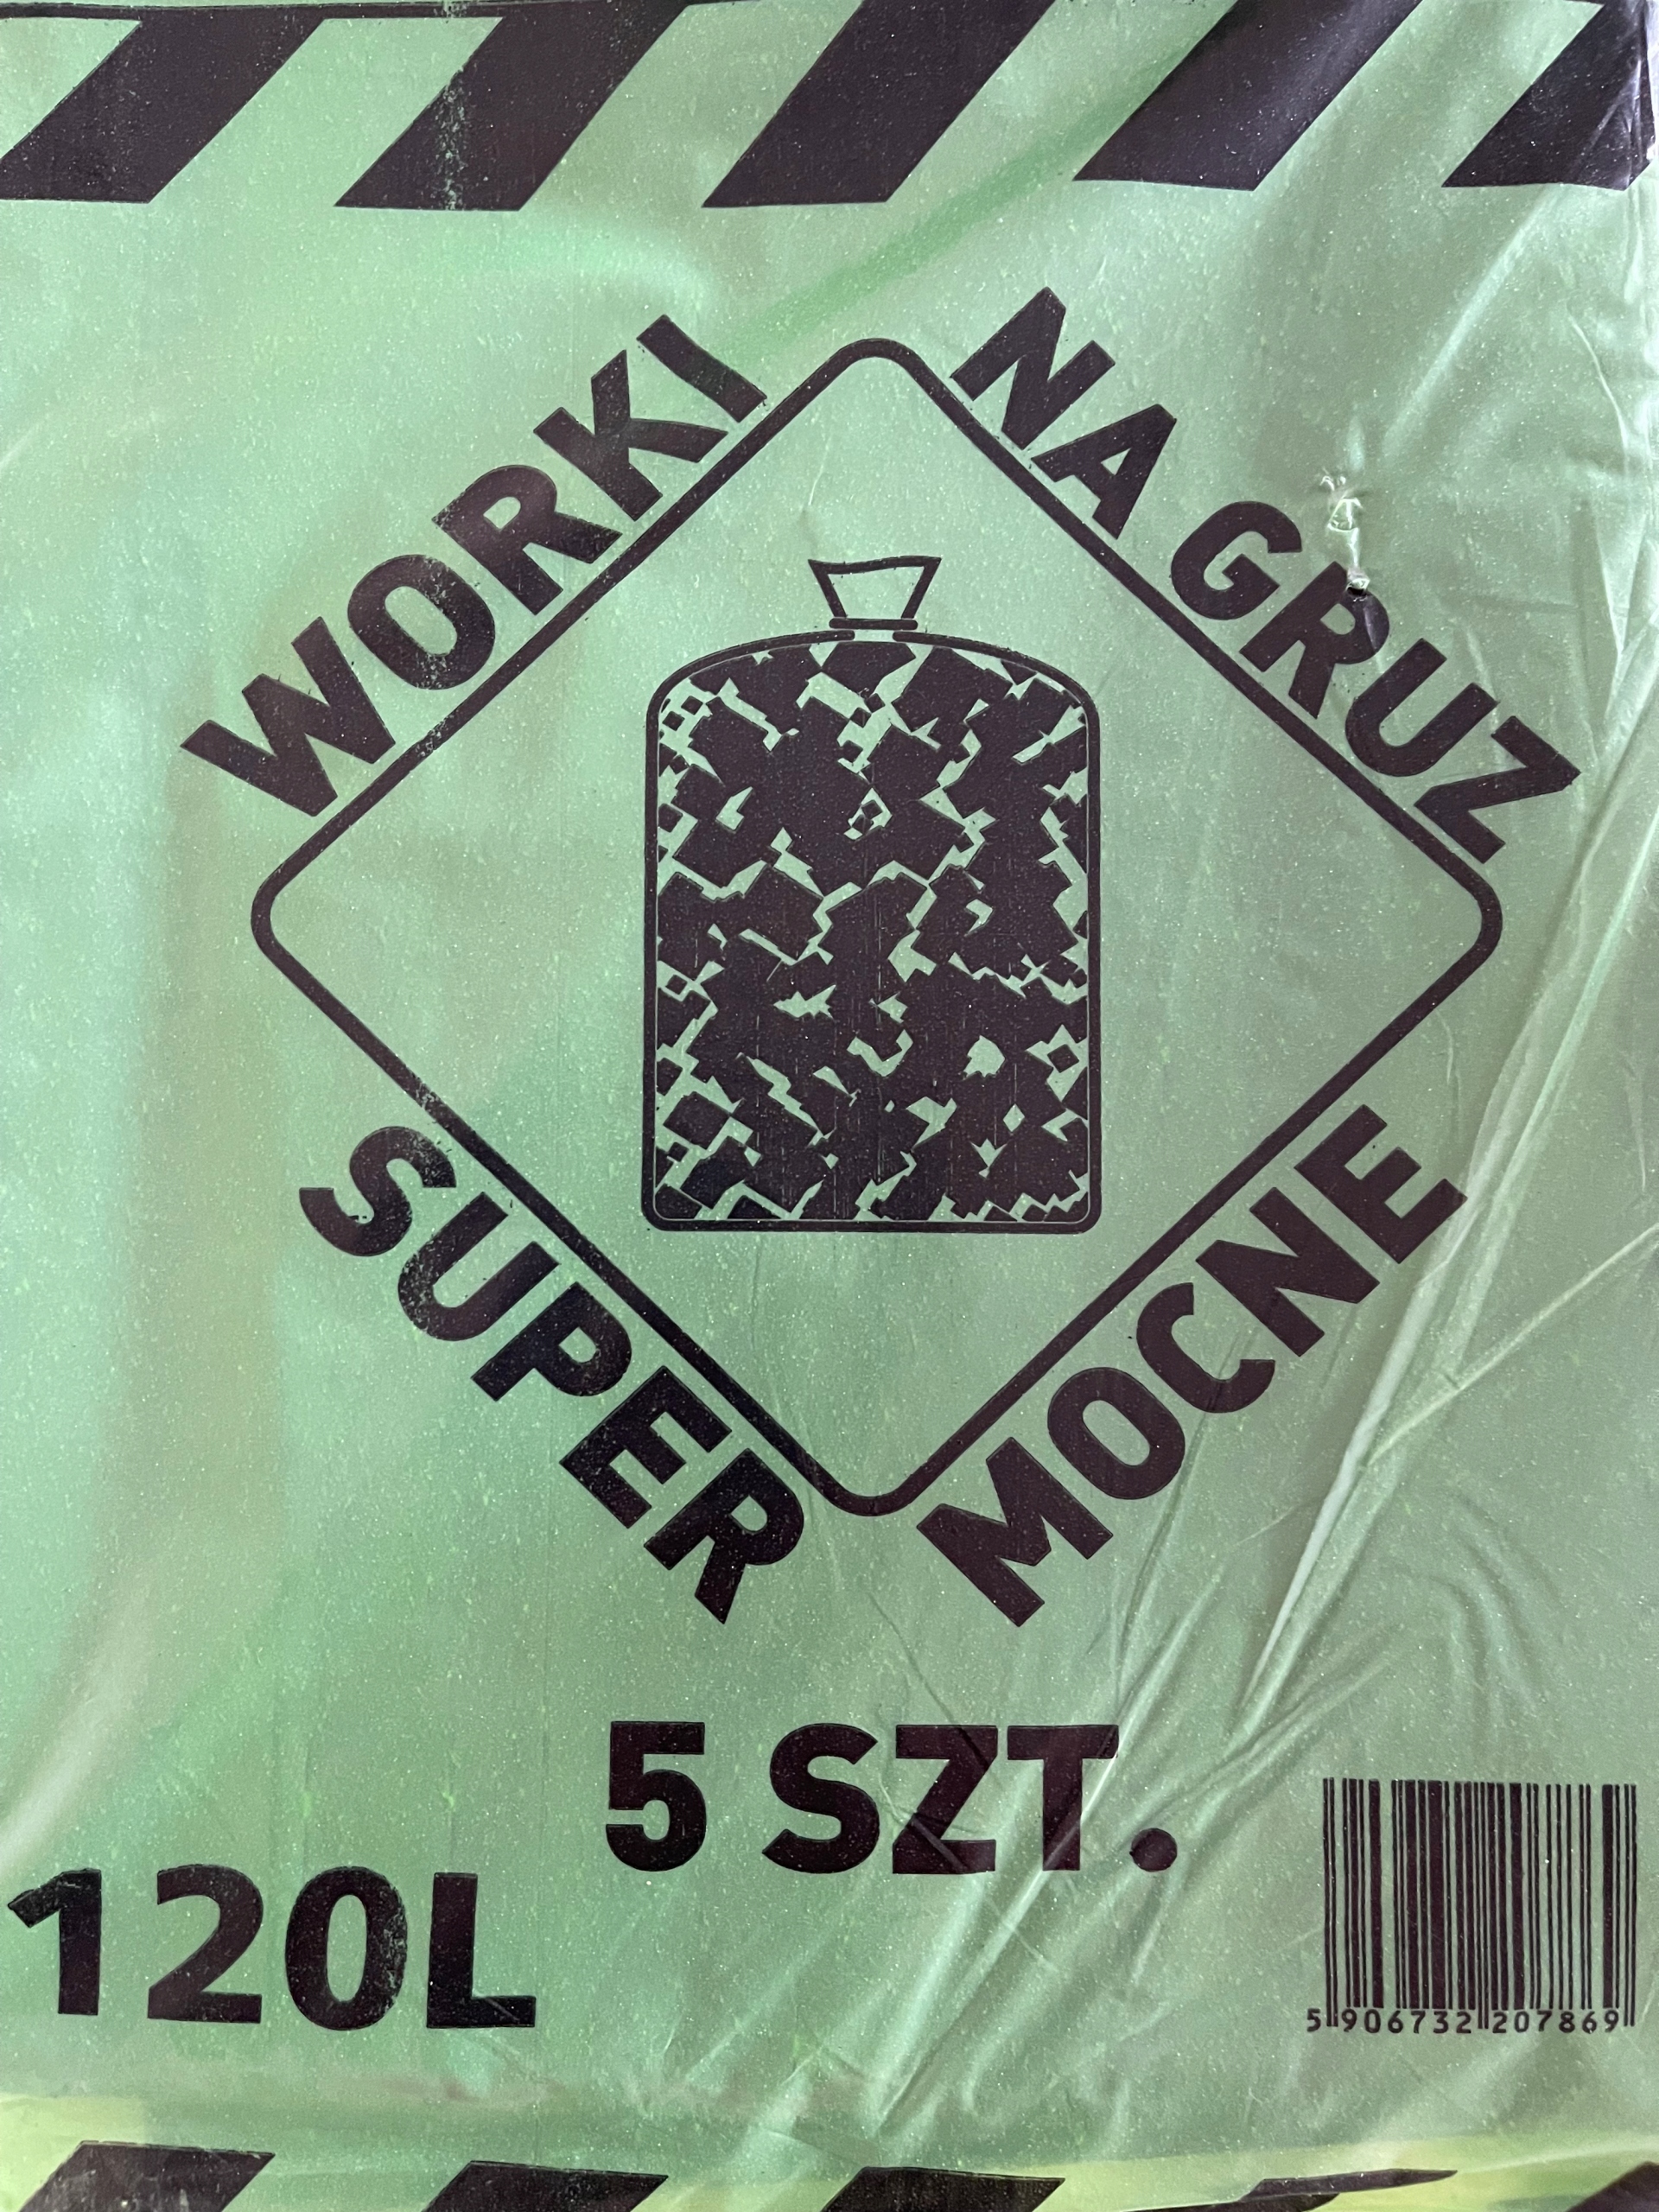 WORKI
NA GRUZ
SUPER
MOCNE
5 SZT.
120L
5 906732 207869